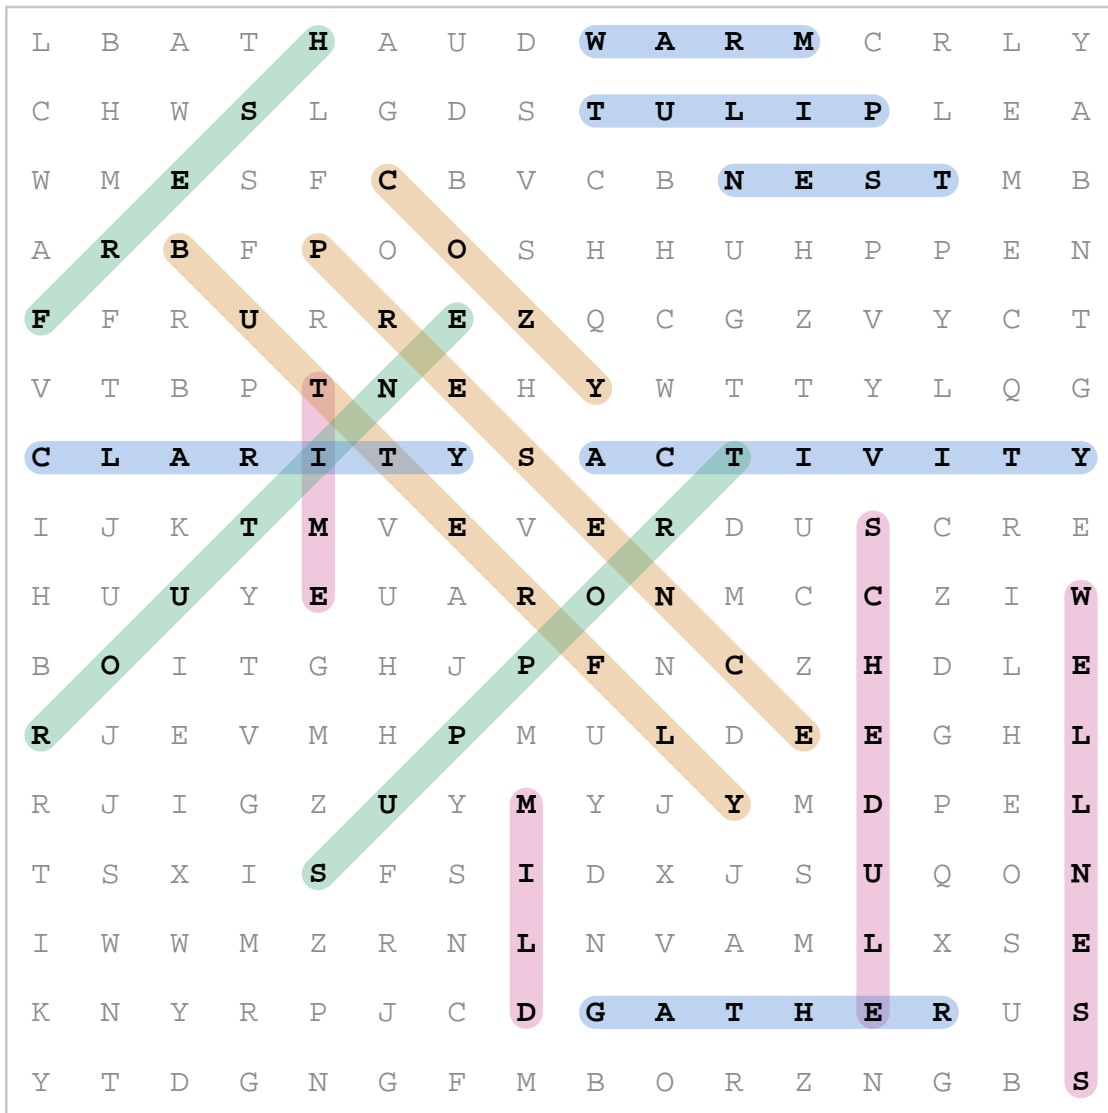 L B A T H A U D W A R M C R L Y
C H W S L G D S T U L I P L E A
W M E S F C B V C B N E S T M B
A R B F P O O S H H U H P P E N
F F R U R R E Z Q C G Z V Y C T
V T B P T N E H Y W T T Y L Q G
C L A R I T Y S A C T I V I T Y
I J K T M V E V E R D U S C R E
H U U Y E U A R O N M C C Z I W
B O I T G H J P F N C Z H D L E
R J E V M H P M U L D E E G H L
R J I G Z U Y M Y J Y M D P E L
T S X I S F S I D X J S U Q O N
I W W M Z R N L N V A M L X S E
K N Y R P J C D G A T H E R U S
Y T D G N G F M B O R Z N G B S